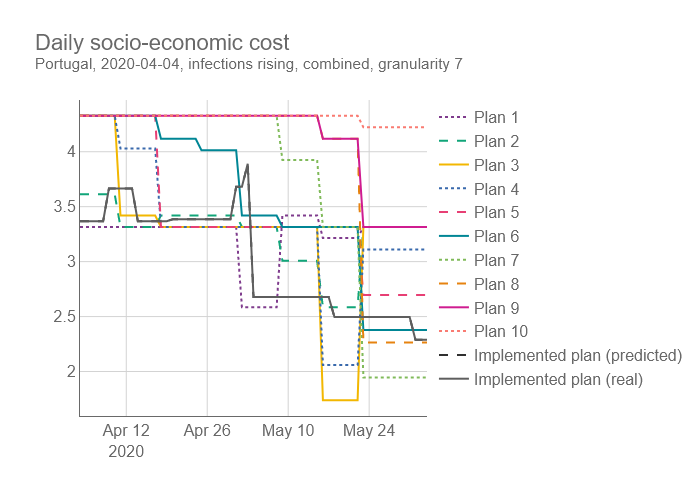 Daily socio-economic cost
Portugal, 2020-04-04, infections rising, combined, granularity 7
4
3.5
3
2.5
2
Apr 12
2020
Apr 26
May 10
May 24
Plan 1
Plan 2
Plan 3
Plan 4
Plan 5
Plan 6
Plan 7
Plan 8
Plan 9
Plan 10
Implemented plan (predicted)
Implemented plan (real)